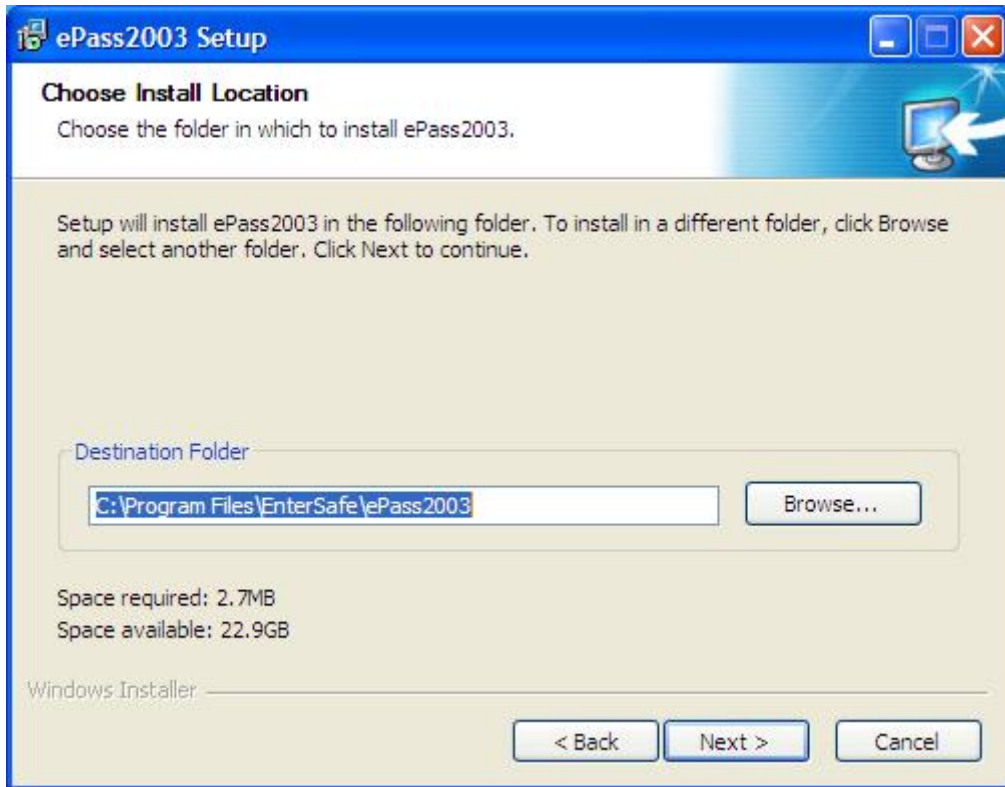 ePass2003 Setup
Choose Install Location
Choose the folder in which to install ePass2003.
Setup will install ePass2003 in the following folder. To install in a different folder, click Browse
and select another folder. Click Next to continue.
Destination Folder
C:\Program Files\EnterSafe\ePass2003
Browse...
Space required: 2.7MB
Space available: 22.9GB
Windows Installer
< Back Next > Cancel